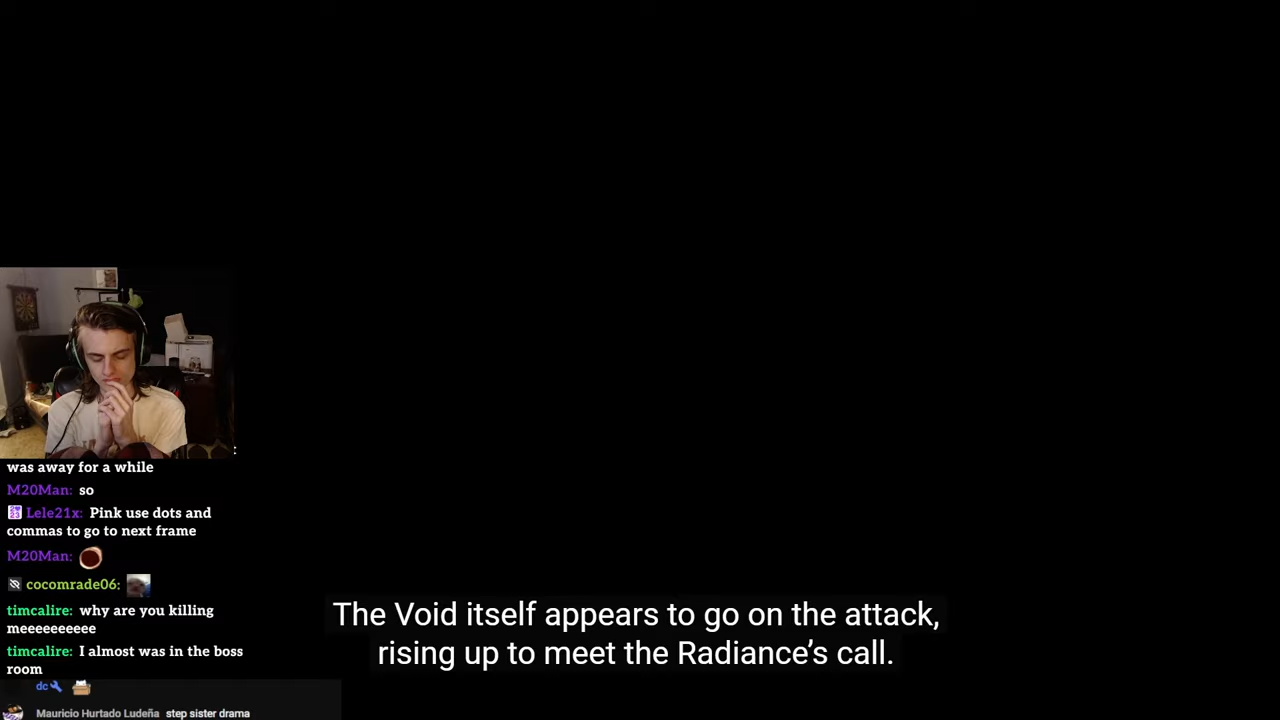 was away for a while
M20Man: so
Lele21x: Pink use dots and
commas to go to next frame
M20Man:
cocomrade06:
timcalire: why are you killing
meeeeeeeeee
timcalire: I almost was in the boss
room
dc
Mauricio Hurtado Ludeña step sister drama
The Void itself appears to go on the attack,
rising up to meet the Radiance’s call.